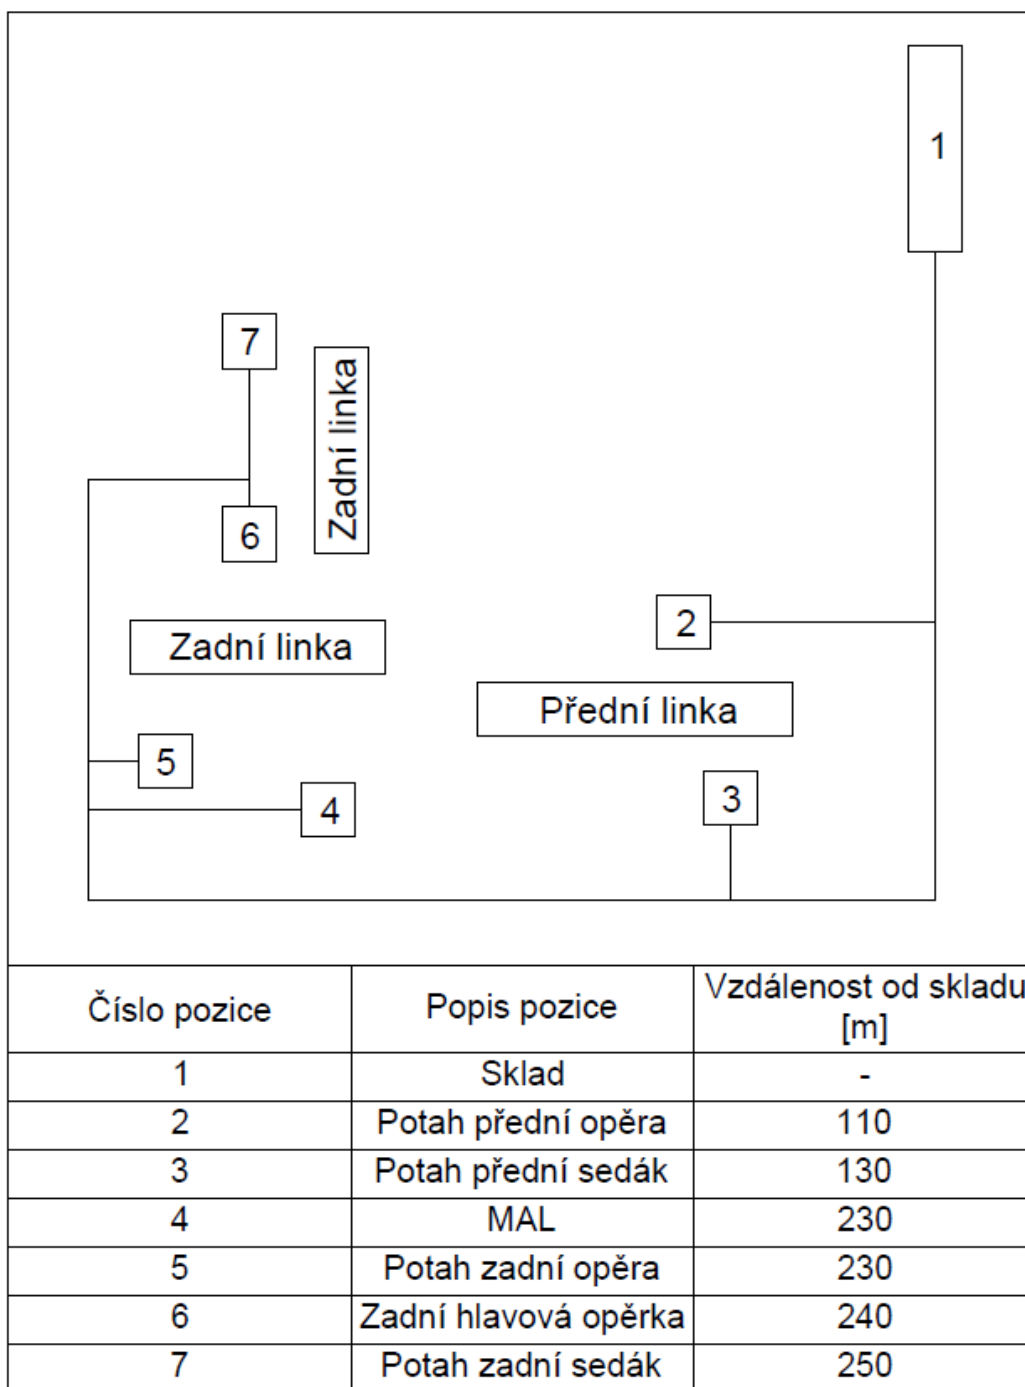 1
7
Zadní linka
6
2
Zadní linka
Přední linka
5
4
3
Číslo pozice Popis pozice Vzdálenost od skladu
[m]
1 Sklad -
2 Potah přední opěra 110
3 Potah přední sedák 130
4 MAL 230
5 Potah zadní opěra 230
6 Zadní hlavová opěrka 240
7 Potah zadní sedák 250